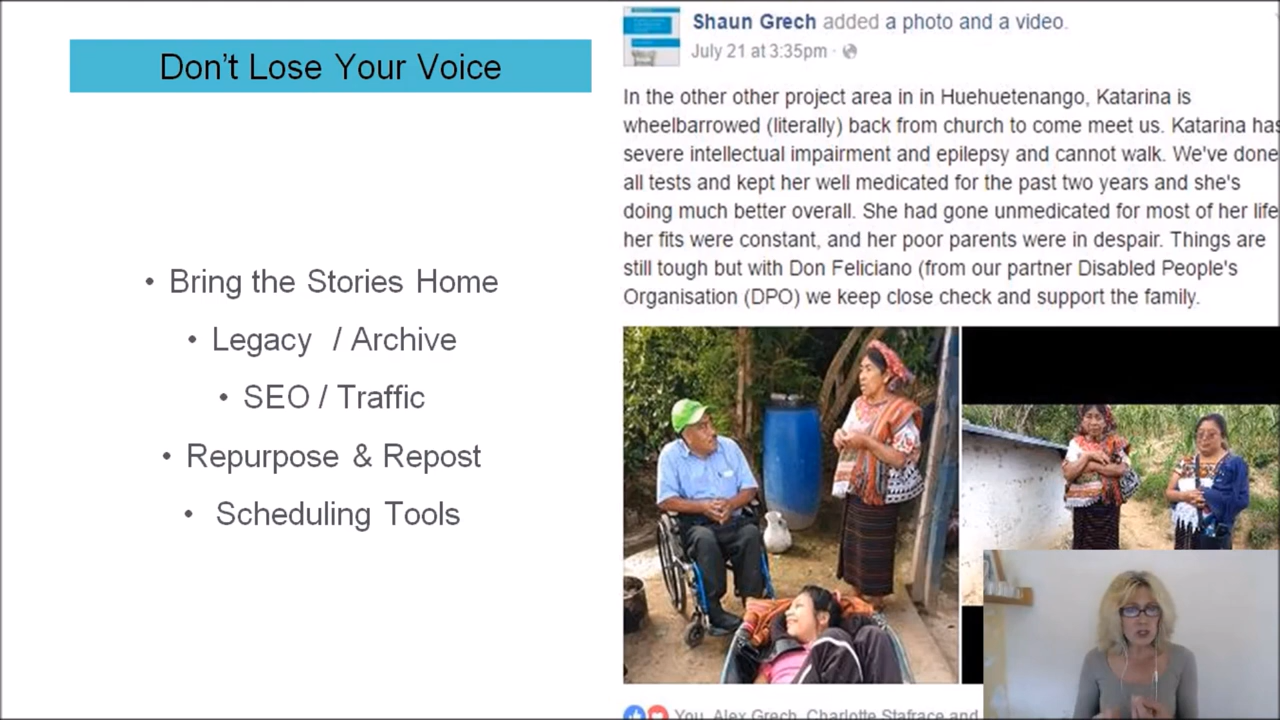 Don't Lose Your Voice
• Bring the Stories Home
• Legacy / Archive
• SEO / Traffic
• Repurpose & Repost
• Scheduling Tools
Shaun Grech added a photo and a video.
July 21 at 3:35pm ·
In the other other project area in in Huehuetenango, Katarina is
wheelbarrowed (literally) back from church to come meet us. Katarina has
severe intellectual impairment and epilepsy and cannot walk. We've done
all tests and kept her well medicated for the past two years and she's
doing much better overall. She had gone unmedicated for most of her life
her fits were constant, and her poor parents were in despair. Things are
still tough but with Don Feliciano (from our partner Disabled People's
Organisation (DPO) we keep close check and support the family.
You, Alex Grech, Charlotte Stafrace and